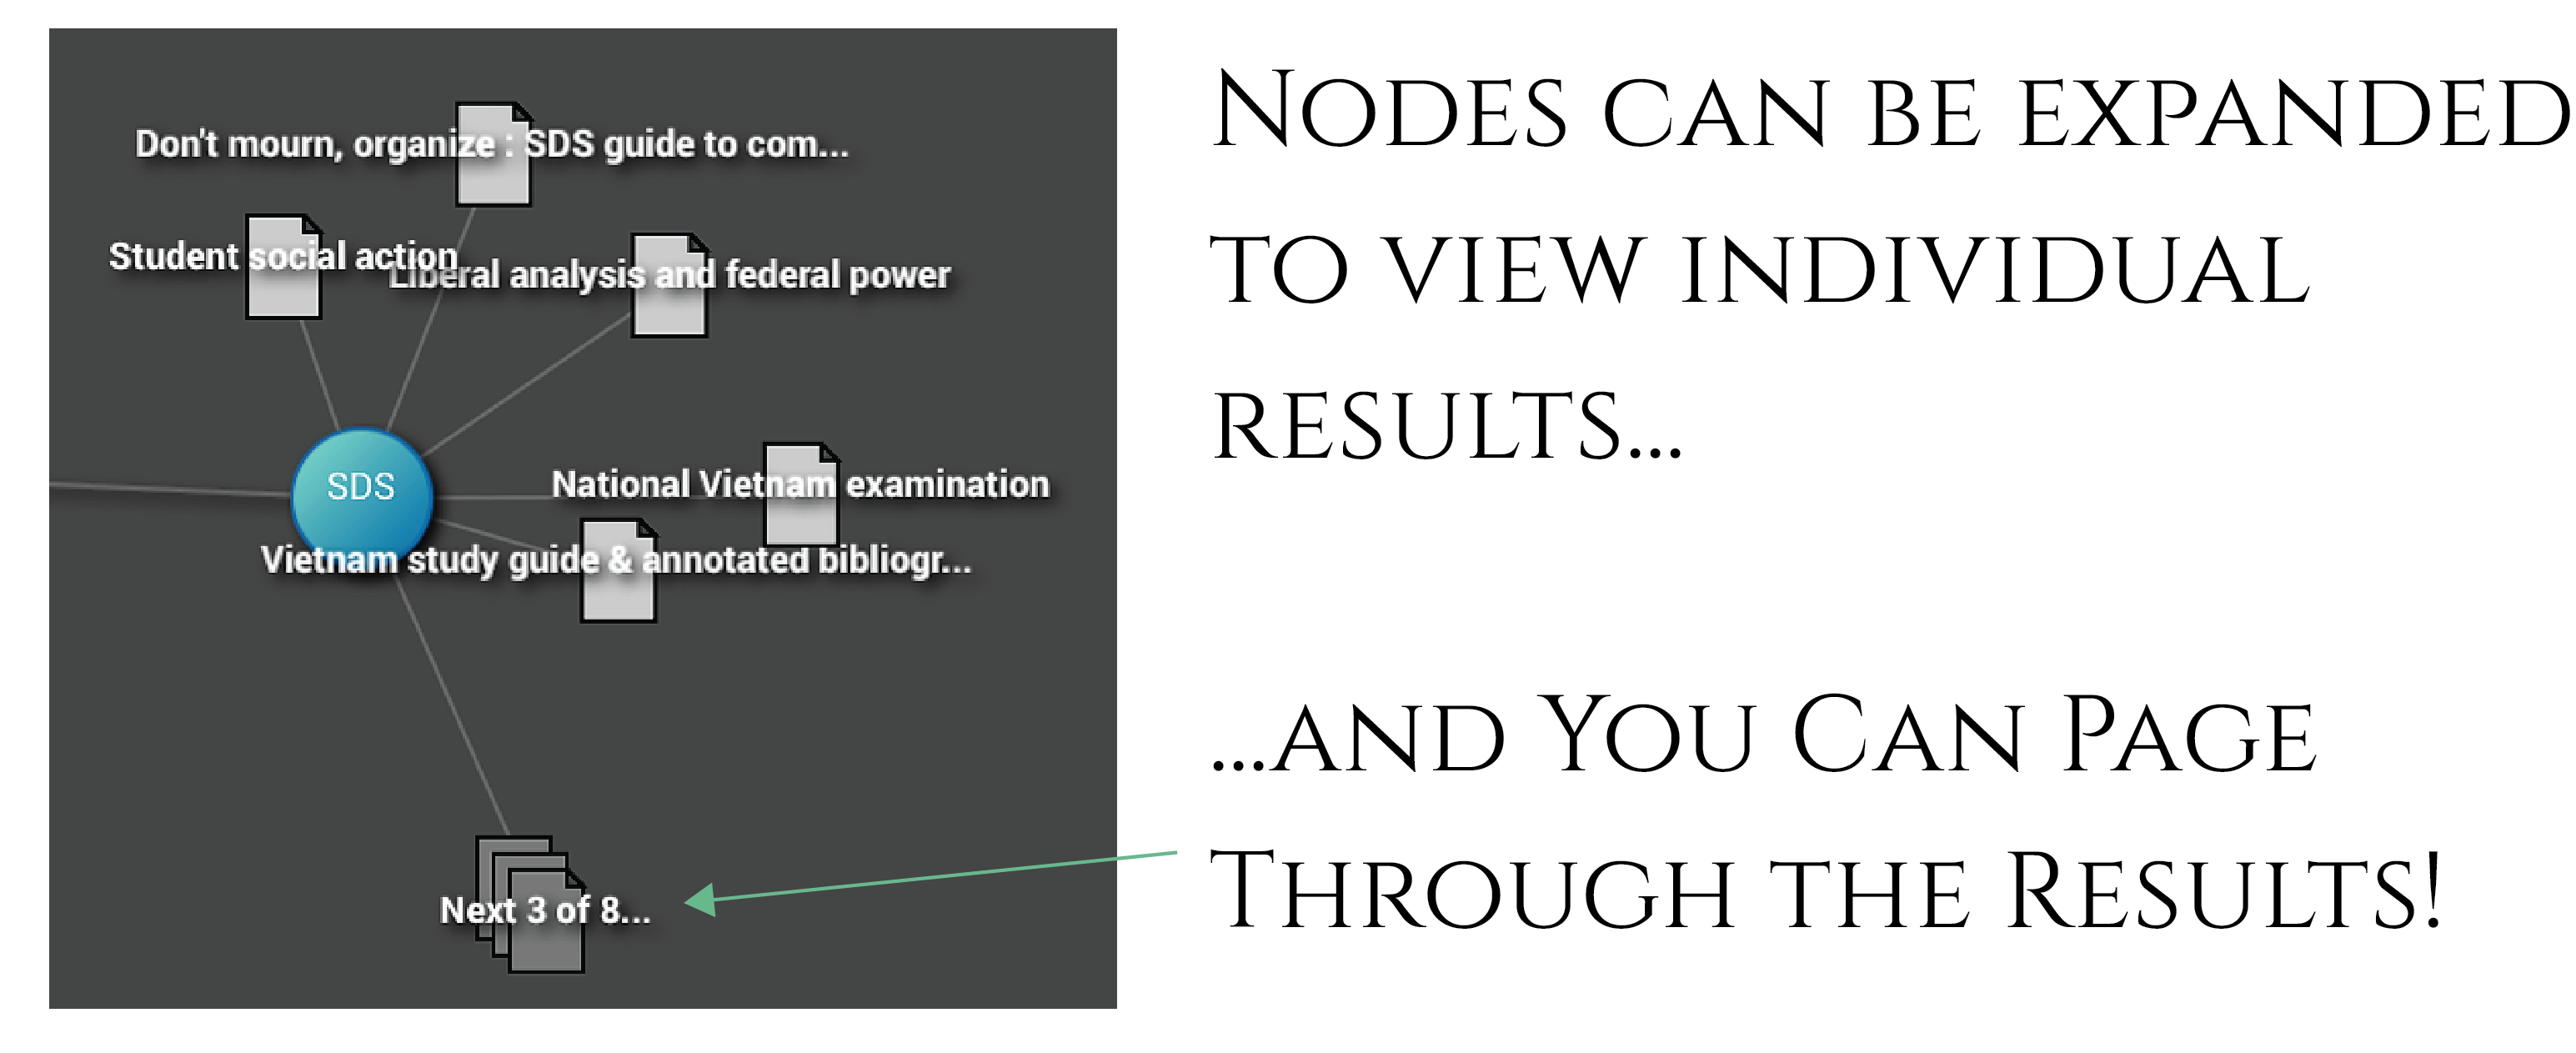 Don't mourn, organize : SDS guide to com...
Student social action
Liberal analysis and federal power
SDS
National Vietnam examination
Vietnam study guide & annotated bibliogr...
Next 3 of 8...
Nodes can be expanded
to view individual
results...
...and You Can Page
Through the Results!